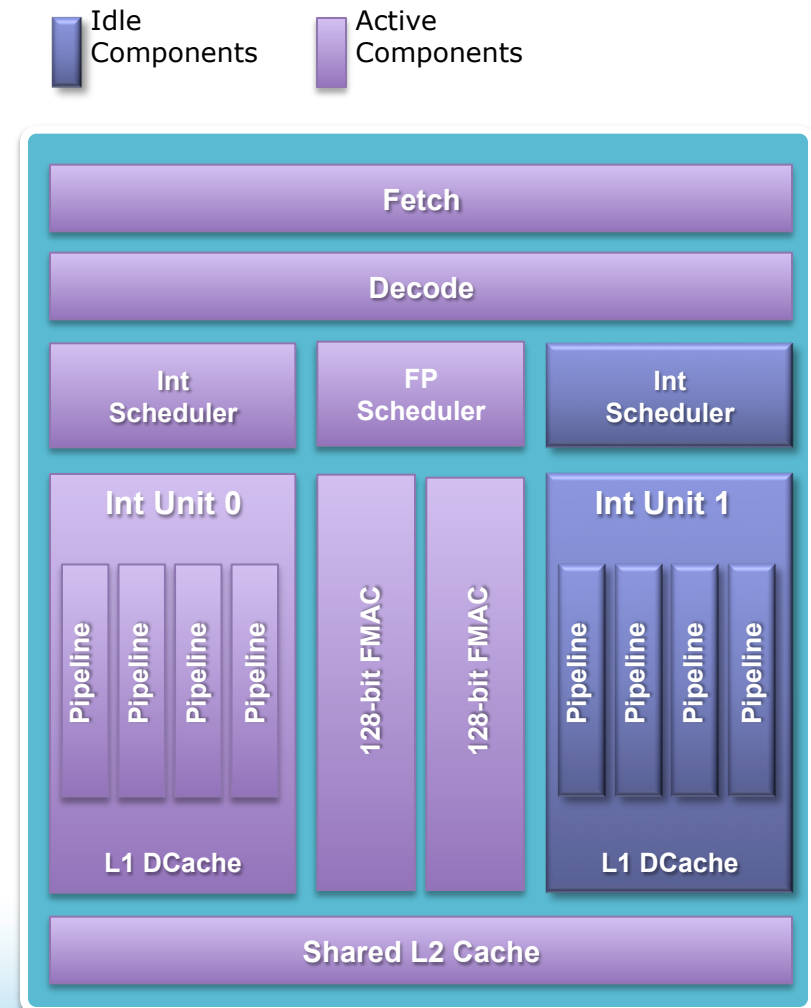 Idle
Components
Active
Components
Fetch
Decode
Int
Scheduler
FP
Scheduler
Int
Scheduler
Int Unit 0
Pipeline
Pipeline
Pipeline
Pipeline
L1 DCache
128-bit FMAC
128-bit FMAC
Int Unit 1
Pipeline
Pipeline
Pipeline
Pipeline
L1 DCache
Shared L2 Cache